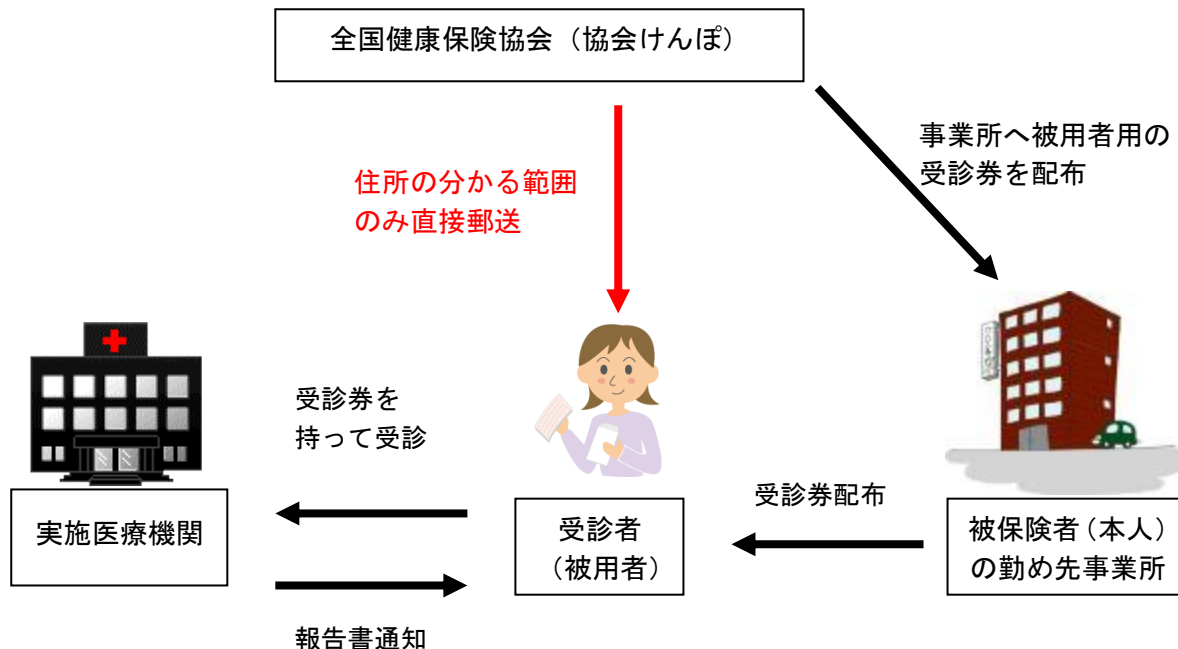 全国健康保険協会（協会けんぽ）
事業所へ被用者用の
受診券を配布
住所の分かる範囲
のみ直接郵送
受診券を
持って受診
受診券配布
実施医療機関
受診者
（被用者）
被保険者（本人）
の勤め先事業所
報告書通知